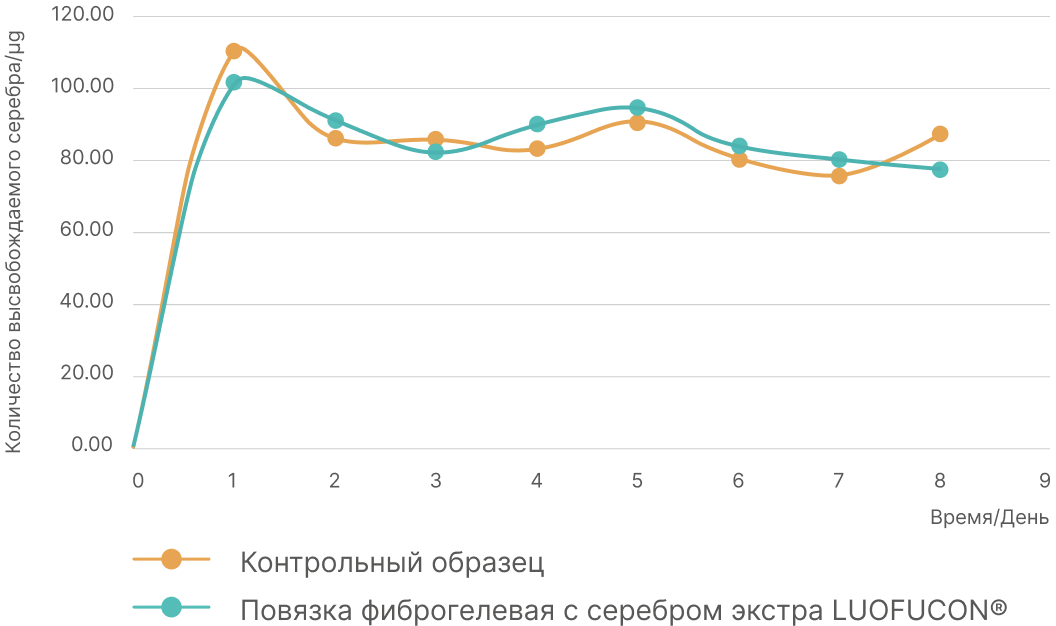 120.00
100.00
80.00
60.00
40.00
20.00
0.00
Количество высвобождаемого серебра/µg
0 1 2 3 4 5 6 7 8 9
Время/День
Контрольный образец
Повязка фиброгелевая с серебром экстра LUOFUCON®